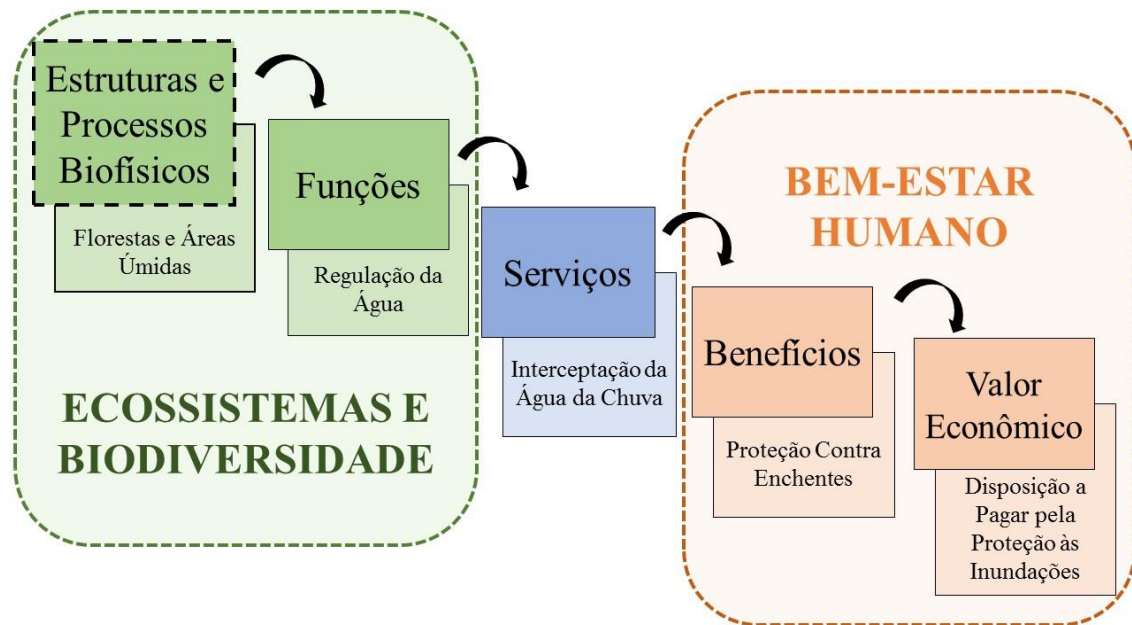 Estruturas e
Processos
Biofísicos
Florestas e Áreas
Úmidas
Funções
Regulação da
Água
ECOSSISTEMAS E
BIODIVERSIDADE
Serviços
Interceptação da
Água da Chuva
BEM-ESTAR
HUMANO
Benefícios
Proteção Contra
Enchentes
Valor
Econômico
Disposição a
Pagar pela
Proteção às
Inundações